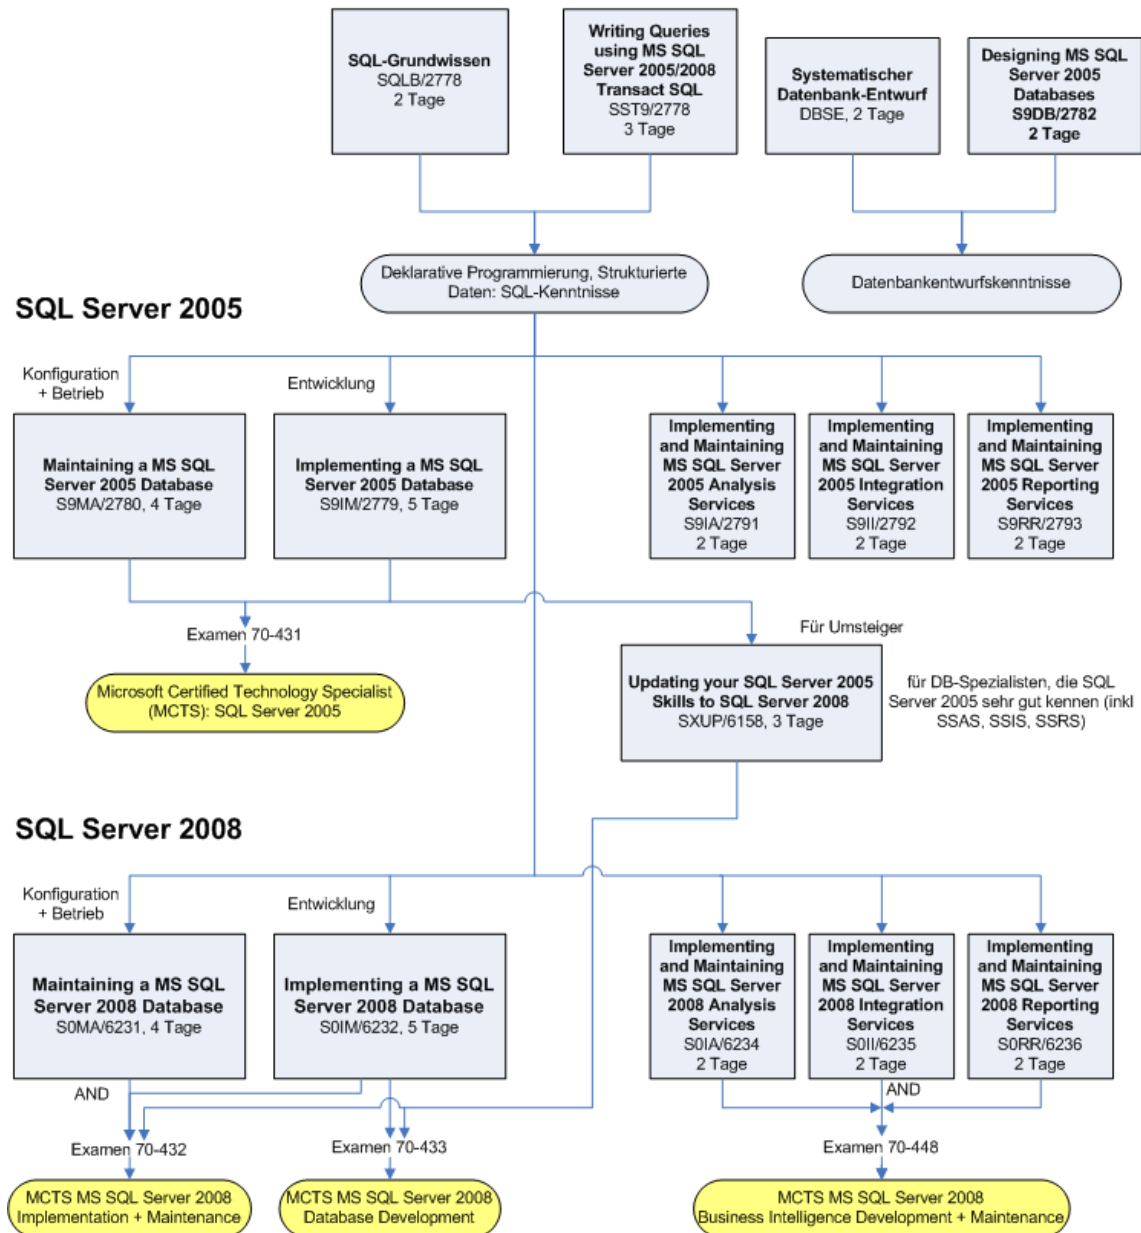 SQL-Grundwissen
SQLB/2778
2 Tage
Writing Queries
using MS SQL
Server 2005/2008
Transact SQL
SST9/2778
3 Tage
Systematischer
Datenbank-Entwurf
DBSE, 2 Tage
Designing MS SQL
Server 2005
Databases
S9DB/2782
2 Tage
Deklarative Programmierung, Strukturierte
Daten: SQL-Kenntnisse
Datenbankentwurfskenntnisse
SQL Server 2005
Konfiguration
+ Betrieb
Entwicklung
Maintaining a MS SQL
Server 2005 Database
S9MA/2780, 4 Tage
Implementing a MS SQL
Server 2005 Database
S9IM/2779, 5 Tage
Implementing
and Maintaining
MS SQL Server
2005 Analysis
Services
S9IA/2791
2 Tage
Implementing
and Maintaining
MS SQL Server
2005 Integration
Services
S9II/2792
2 Tage
Implementing
and Maintaining
MS SQL Server
2005 Reporting
Services
S9RR/2793
2 Tage
Examen 70-431
Microsoft Certified Technology Specialist
(MCTS): SQL Server 2005
Für Umsteiger
Updating your SQL Server 2005
Skills to SQL Server 2008
SXUP/6158, 3 Tage
für DB-Spezialisten, die SQL
Server 2005 sehr gut kennen (inkl
SSAS, SSIS, SSRS)
SQL Server 2008
Konfiguration
+ Betrieb
Entwicklung
Maintaining a MS SQL
Server 2008 Database
S0MA/6231, 4 Tage
Implementing a MS SQL
Server 2008 Database
S0IM/6232, 5 Tage
Implementing
and Maintaining
MS SQL Server
2008 Analysis
Services
S0IA/6234
2 Tage
Implementing
and Maintaining
MS SQL Server
2008 Integration
Services
S0II/6235
2 Tage
Implementing
and Maintaining
MS SQL Server
2008 Reporting
Services
S0RR/6236
2 Tage
AND
AND
Examen 70-432
Examen 70-433
Examen 70-448
MCTS MS SQL Server 2008
Implementation + Maintenance
MCTS MS SQL Server 2008
Database Development
MCTS MS SQL Server 2008
Business Intelligence Development + Maintenance